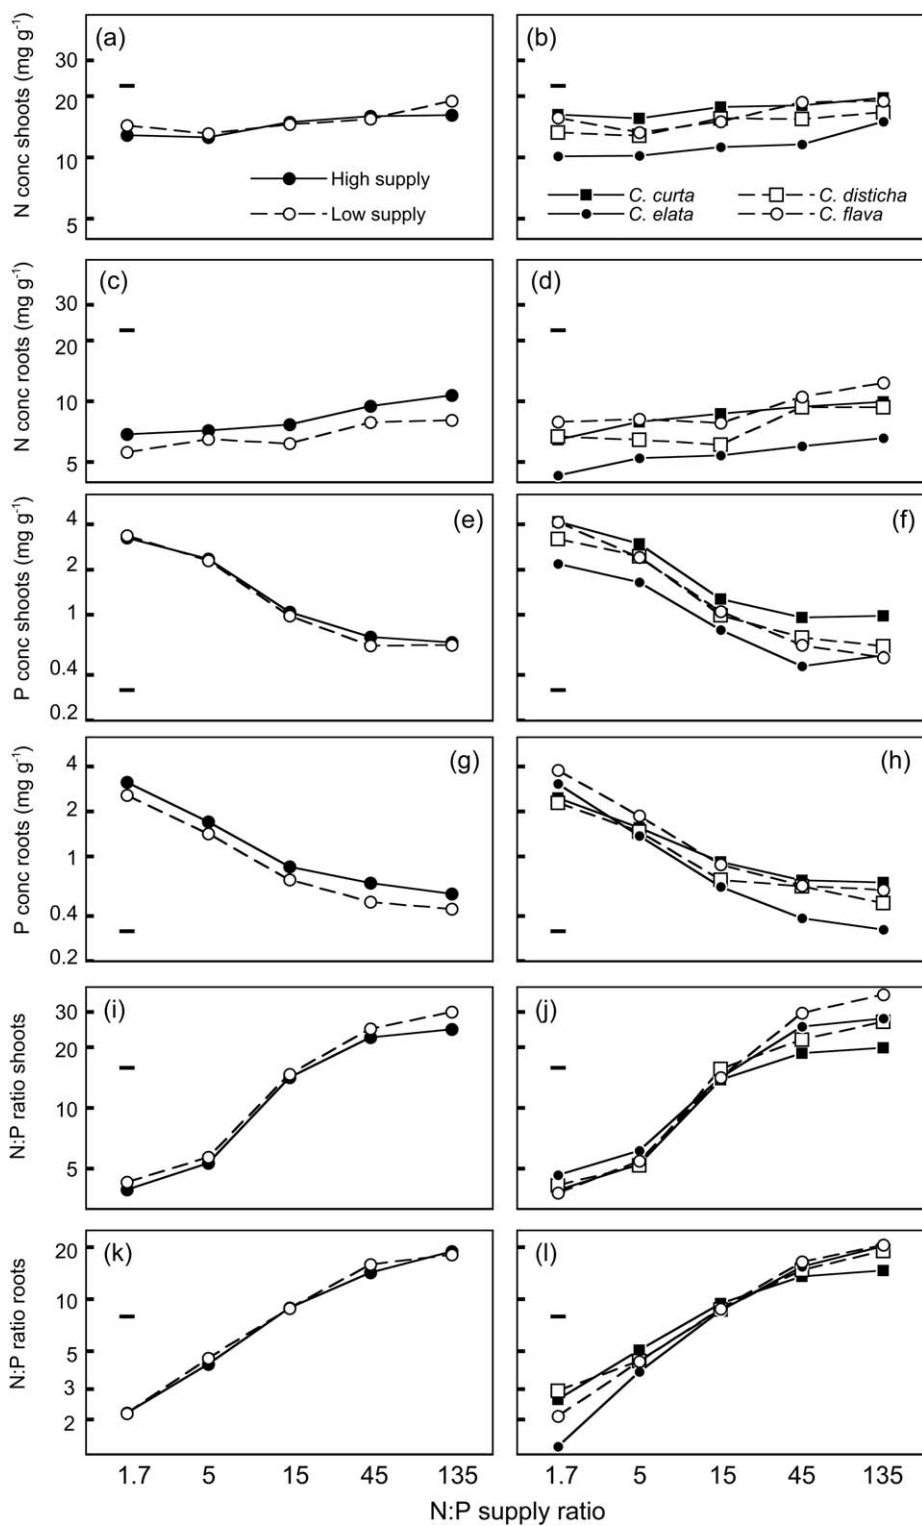 (a)
N conc shoots (mg g⁻¹)
30
20
10
5
High supply
Low supply
(b)
C. curta
C. disticha
C. elata
C. flava
(c)
N conc roots (mg g⁻¹)
30
20
10
5
(d)
(e)
P conc shoots (mg g⁻¹)
4
2
1
0.4
0.2
(f)
(g)
P conc roots (mg g⁻¹)
4
2
1
0.4
0.2
(h)
(i)
N:P ratio shoots
30
20
10
5
(j)
(k)
N:P ratio roots
20
10
5
3
2
(l)
1.7 5 15 45 135
1.7 5 15 45 135
N:P supply ratio